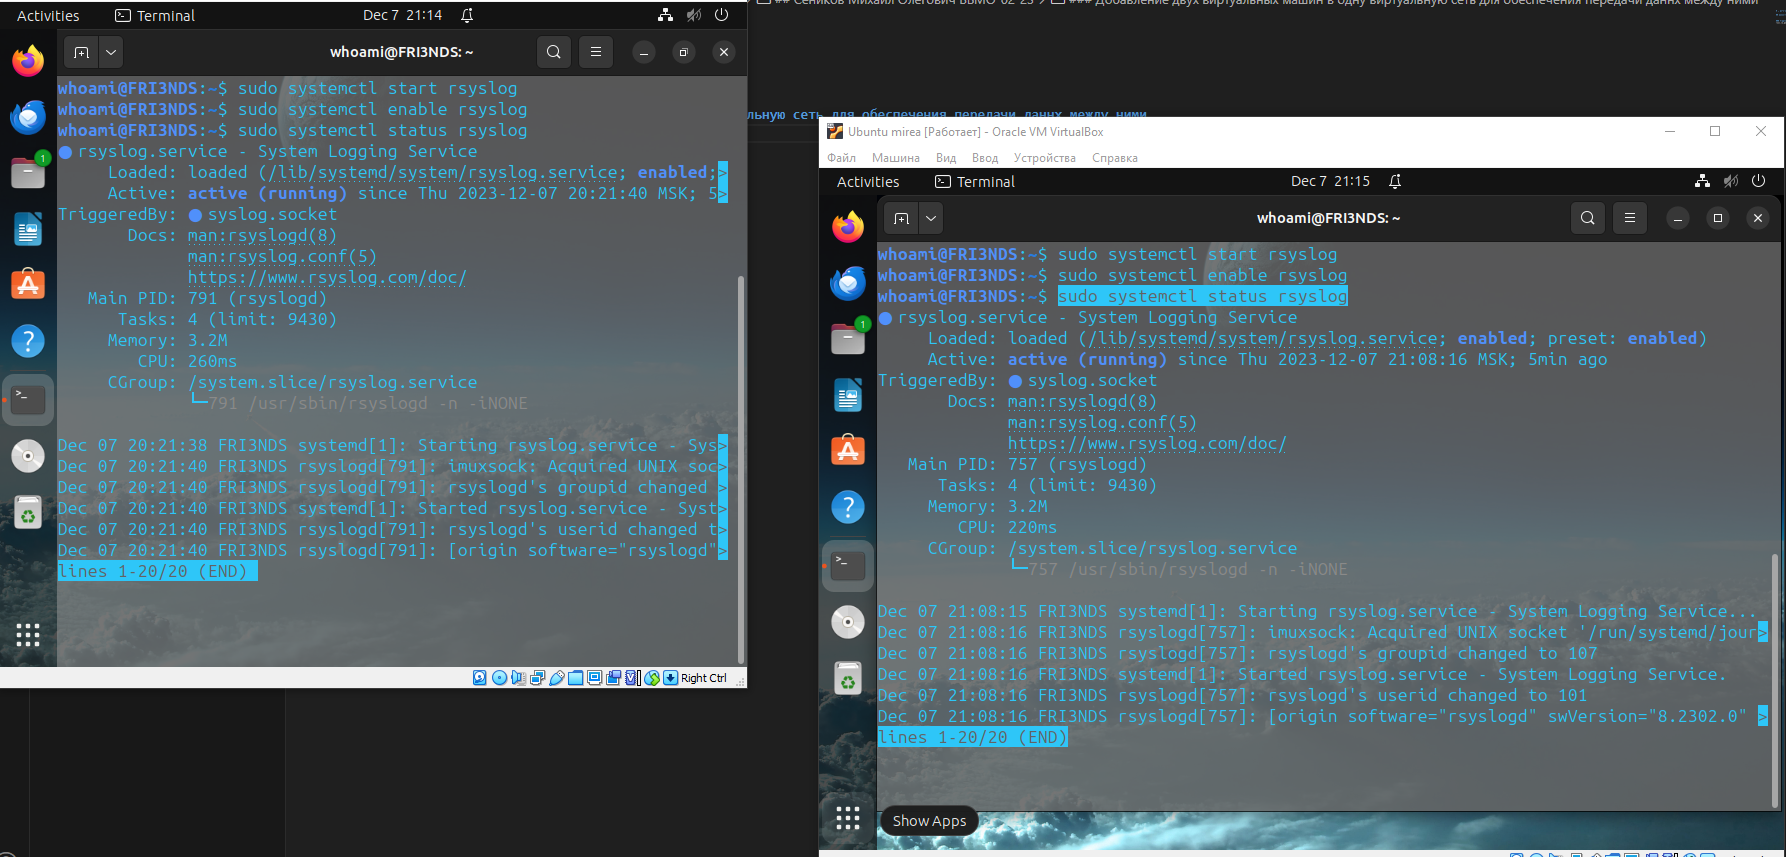 ## Сеников Михаил Олегович ББМО-02-23
### Добавление двух виртуальных машин в одну виртуальную сеть для обеспечения передачи даннх между ними
льную сеть для обеспечения передачи даннх между ними
Activities
Terminal
Dec 7 21:14
whoami@FRI3NDS: ~
whoami@FRI3NDS:~$ sudo systemctl start rsyslog
whoami@FRI3NDS:~$ sudo systemctl enable rsyslog
whoami@FRI3NDS:~$ sudo systemctl status rsyslog
● rsyslog.service - System Logging Service
Loaded: loaded (/lib/systemd/system/rsyslog.service; enabled;>
Active: active (running) since Thu 2023-12-07 20:21:40 MSK; 5>
TriggeredBy: ● syslog.socket
Docs: man:rsyslogd(8)
man:rsyslog.conf(5)
https://www.rsyslog.com/doc/
Main PID: 791 (rsyslogd)
Tasks: 4 (limit: 9430)
Memory: 3.2M
CPU: 260ms
CGroup: /system.slice/rsyslog.service
└─791 /usr/sbin/rsyslogd -n -iNONE
Dec 07 20:21:38 FRI3NDS systemd[1]: Starting rsyslog.service - Sys>
Dec 07 20:21:40 FRI3NDS rsyslogd[791]: imuxsock: Acquired UNIX soc>
Dec 07 20:21:40 FRI3NDS rsyslogd[791]: rsyslogd's groupid changed >
Dec 07 20:21:40 FRI3NDS systemd[1]: Started rsyslog.service - Syst>
Dec 07 20:21:40 FRI3NDS rsyslogd[791]: rsyslogd's userid changed t>
Dec 07 20:21:40 FRI3NDS rsyslogd[791]: [origin software="rsyslogd">
lines 1-20/20 (END)
1
Right Ctrl
Ubuntu mirea [Работает] - Oracle VM VirtualBox
Файл Машина Вид Ввод Устройства Справка
Activities
Terminal
Dec 7 21:15
whoami@FRI3NDS: ~
whoami@FRI3NDS:~$ sudo systemctl start rsyslog
whoami@FRI3NDS:~$ sudo systemctl enable rsyslog
whoami@FRI3NDS:~$ sudo systemctl status rsyslog
● rsyslog.service - System Logging Service
Loaded: loaded (/lib/systemd/system/rsyslog.service; enabled; preset: enabled)
Active: active (running) since Thu 2023-12-07 21:08:16 MSK; 5min ago
TriggeredBy: ● syslog.socket
Docs: man:rsyslogd(8)
man:rsyslog.conf(5)
https://www.rsyslog.com/doc/
Main PID: 757 (rsyslogd)
Tasks: 4 (limit: 9430)
Memory: 3.2M
CPU: 220ms
CGroup: /system.slice/rsyslog.service
└─757 /usr/sbin/rsyslogd -n -iNONE
Dec 07 21:08:15 FRI3NDS systemd[1]: Starting rsyslog.service - System Logging Service...
Dec 07 21:08:16 FRI3NDS rsyslogd[757]: imuxsock: Acquired UNIX socket '/run/systemd/jour>
Dec 07 21:08:16 FRI3NDS rsyslogd[757]: rsyslogd's groupid changed to 107
Dec 07 21:08:16 FRI3NDS systemd[1]: Started rsyslog.service - System Logging Service.
Dec 07 21:08:16 FRI3NDS rsyslogd[757]: rsyslogd's userid changed to 101
Dec 07 21:08:16 FRI3NDS rsyslogd[757]: [origin software="rsyslogd" swVersion="8.2302.0" >
lines 1-20/20 (END)
1
Show Apps